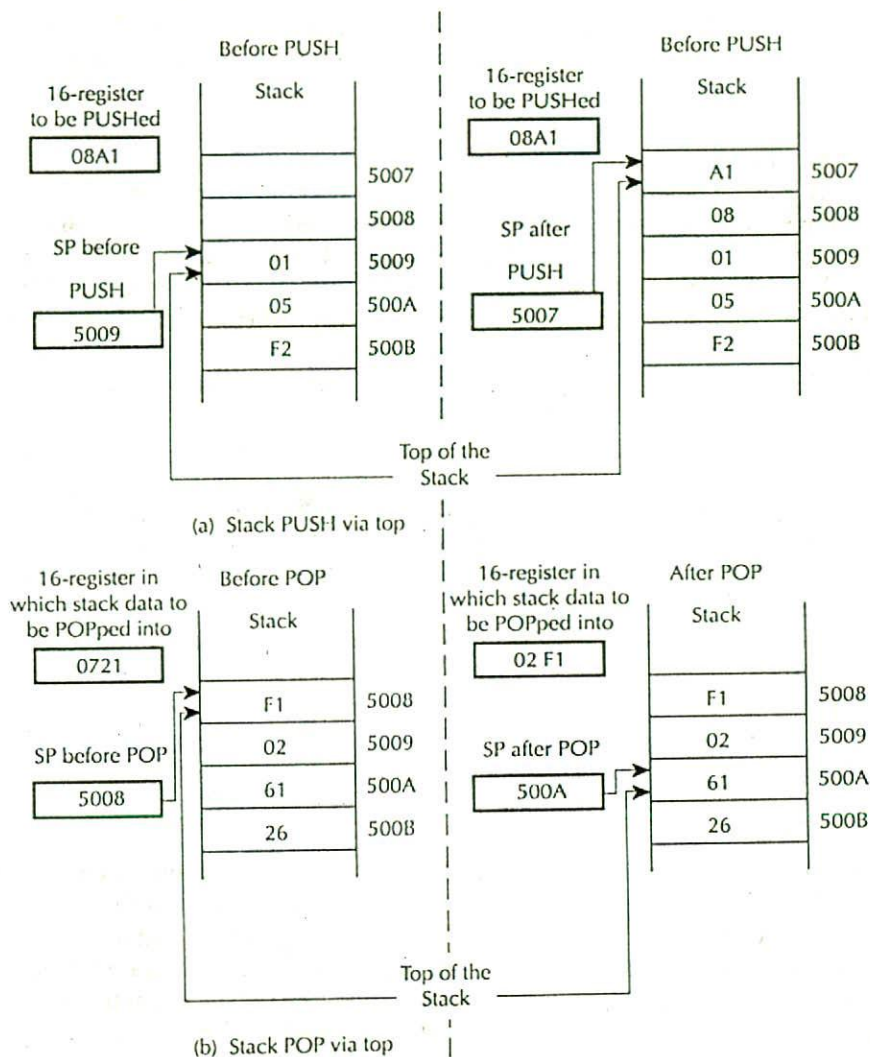 Before PUSH
16-register
to be PUSHed
08A1
Stack
5007
5008
SP before
PUSH
5009
01 5009
05 500A
F2 500B
Before PUSH
16-register
to be PUSHed
08A1
Stack
A1 5007
08 5008
SP after
PUSH
5007
01 5009
05 500A
F2 500B
Top of the
Stack
(a) Stack PUSH via top
16-register in
which stack data to
be POPped into
0721
Before POP
Stack
F1 5008
02 5009
SP before POP
5008
61 500A
26 500B
16-register in
which stack data to
be POPped into
02 F1
After POP
Stack
F1 5008
02 5009
SP after POP
500A
61 500A
26 500B
Top of the
Stack
(b) Stack POP via top